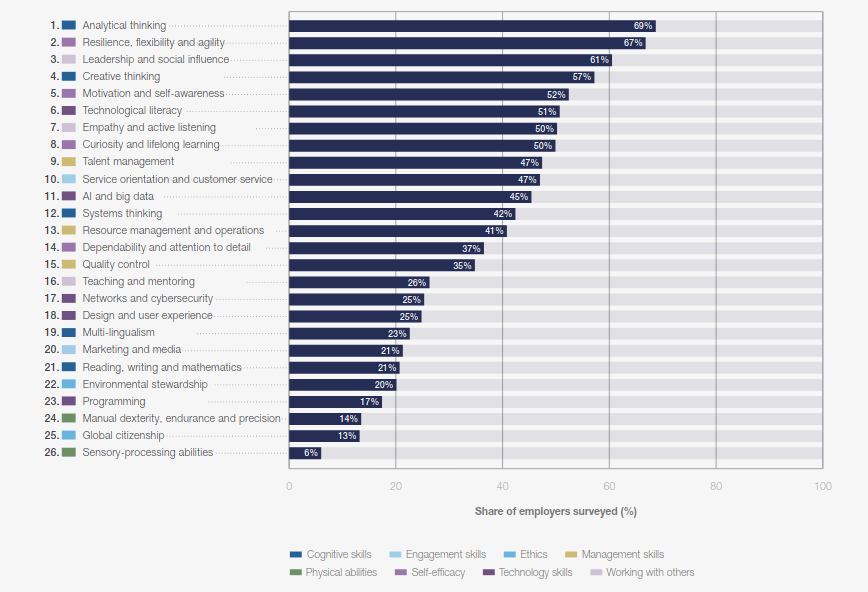 1. Analytical thinking 69%
2. Resilience, flexibility and agility 67%
3. Leadership and social influence 61%
4. Creative thinking 57%
5. Motivation and self-awareness 52%
6. Technological literacy 51%
7. Empathy and active listening 50%
8. Curiosity and lifelong learning 50%
9. Talent management 47%
10. Service orientation and customer service 47%
11. AI and big data 45%
12. Systems thinking 42%
13. Resource management and operations 41%
14. Dependability and attention to detail 37%
15. Quality control 35%
16. Teaching and mentoring 26%
17. Networks and cybersecurity 25%
18. Design and user experience 25%
19. Multi-lingualism 23%
20. Marketing and media 21%
21. Reading, writing and mathematics 21%
22. Environmental stewardship 20%
23. Programming 17%
24. Manual dexterity, endurance and precision 14%
25. Global citizenship 13%
26. Sensory-processing abilities 6%
0 20 40 60 80 100
Share of employers surveyed (%)
Cognitive skills Engagement skills Ethics Management skills
Physical abilities Self-efficacy Technology skills Working with others